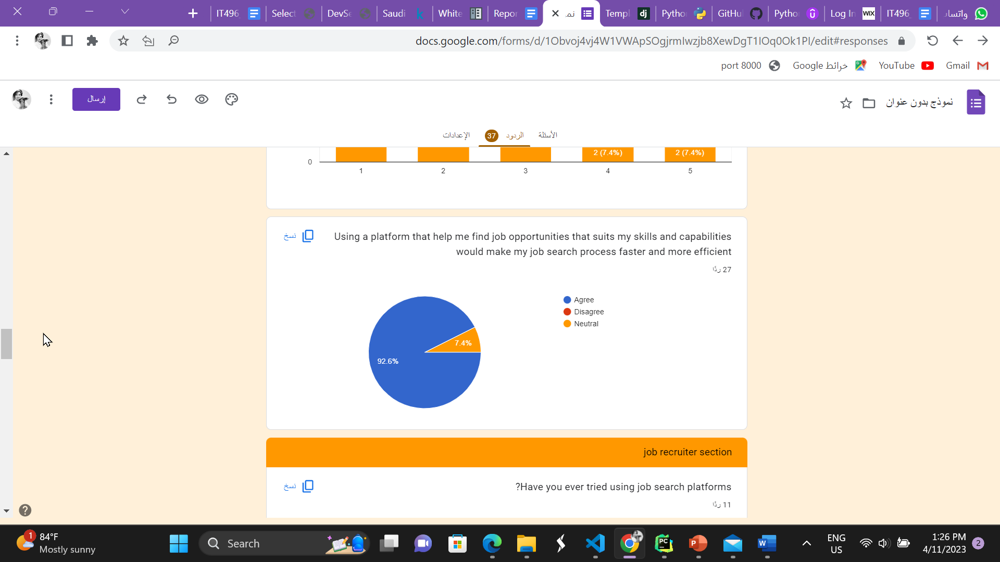 IT496
Select
DevSe
Saudi
White
Repor
نم
Templ
Pytho
GitHu
Pytho
Log In
IT496
واتساب
docs.google.com/forms/d/1Obvoj4vj4W1VWApSOgjrmIwzjb8XewDgT1IOq0Ok1PI/edit#responses
port 8000
خرائط Google
YouTube
Gmail
إرسال
نموذج بدون عنوان
الأسئلة
الردود 37
الإعدادات
2 (7.4%)
2 (7.4%)
0
1 2 3 4 5
نسخ
Using a platform that help me find job opportunities that suits my skills and capabilities
would make my job search process faster and more efficient
27 ردًا
Agree
Disagree
Neutral
7.4%
92.6%
job recruiter section
نسخ
?Have you ever tried using job search platforms
11 ردًا
1
84°F
Mostly sunny
Search
ENG
US
1:26 PM
4/11/2023
2